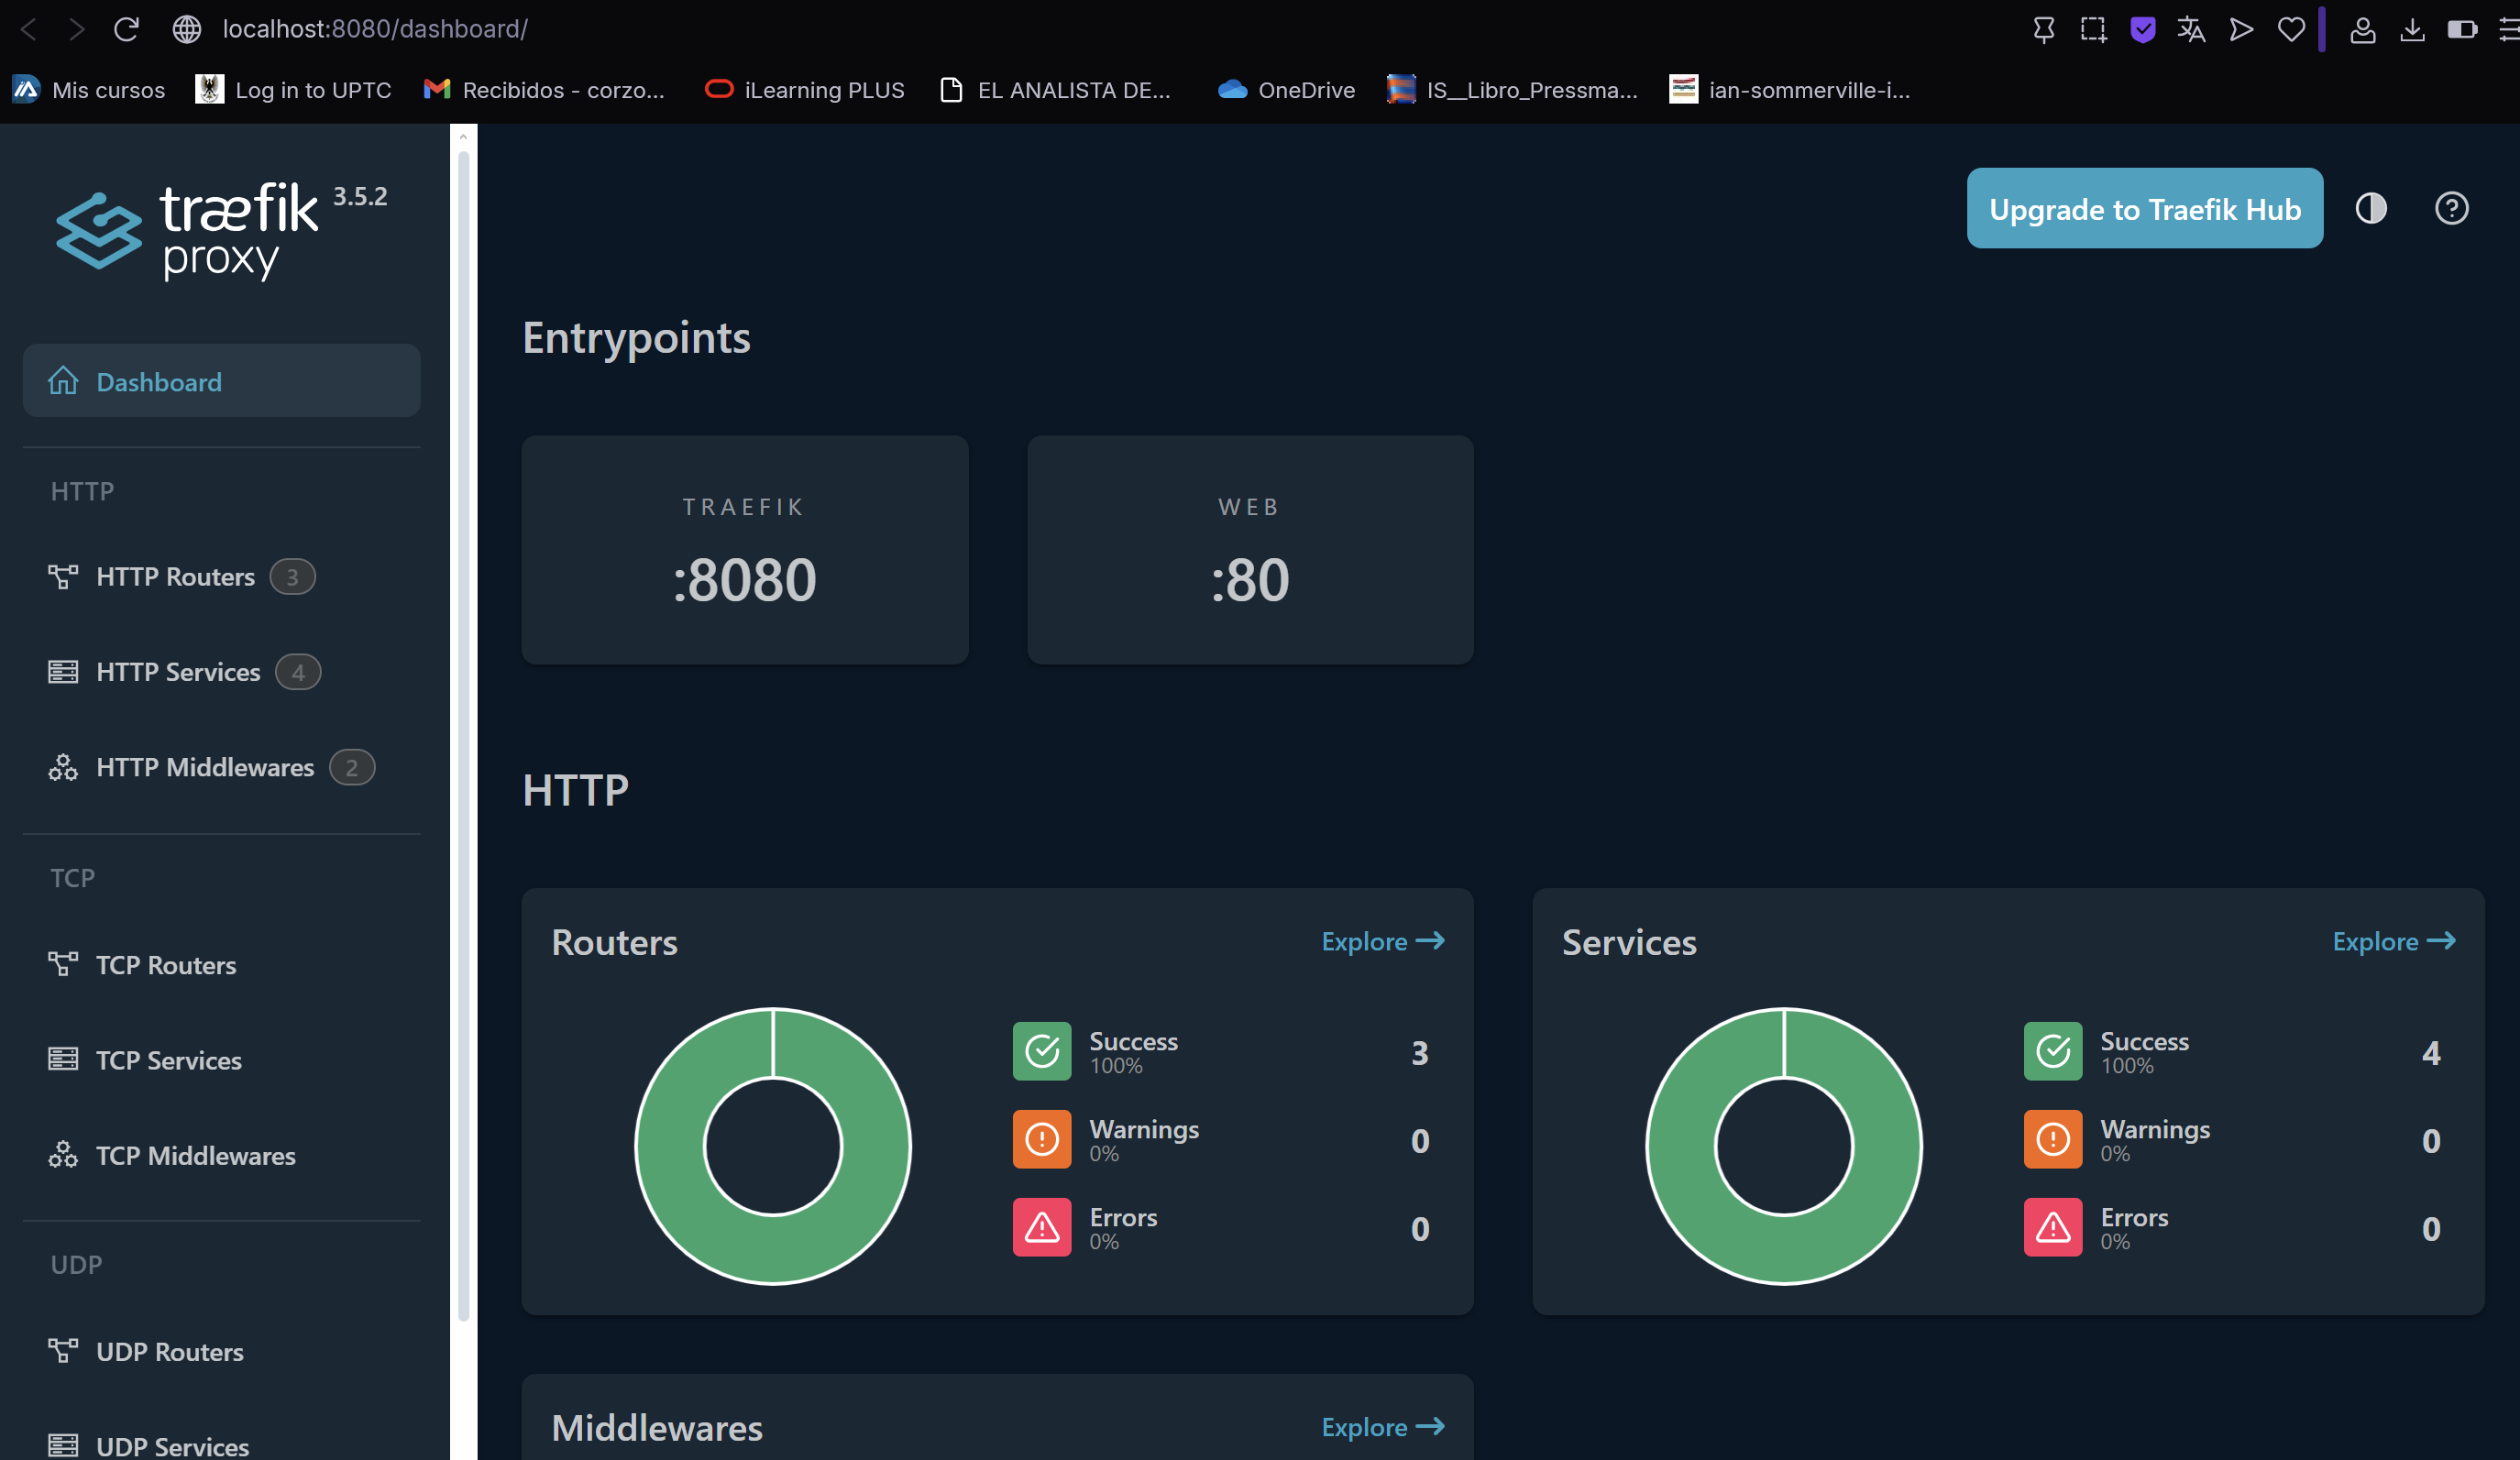 localhost:8080/dashboard/
Mis cursos
Log in to UPTC
Recibidos - corzo...
iLearning PLUS
EL ANALISTA DE...
OneDrive
IS__Libro_Pressma...
ian-sommerville-i...
træfik
proxy
3.5.2
Dashboard
HTTP
HTTP Routers 3
HTTP Services 4
HTTP Middlewares 2
TCP
TCP Routers
TCP Services
TCP Middlewares
UDP
UDP Routers
UDP Services
Upgrade to Traefik Hub
Entrypoints
TRAEFIK
:8080
WEB
:80
HTTP
Routers
Explore
Success 3
100%
Warnings 0
0%
Errors 0
0%
Services
Explore
Success 4
100%
Warnings 0
0%
Errors 0
0%
Middlewares
Explore